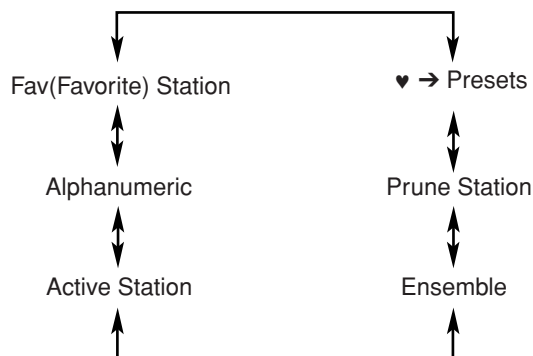 Fav(Favorite) Station
♥ ➔ Presets
Alphanumeric
Prune Station
Active Station
Ensemble